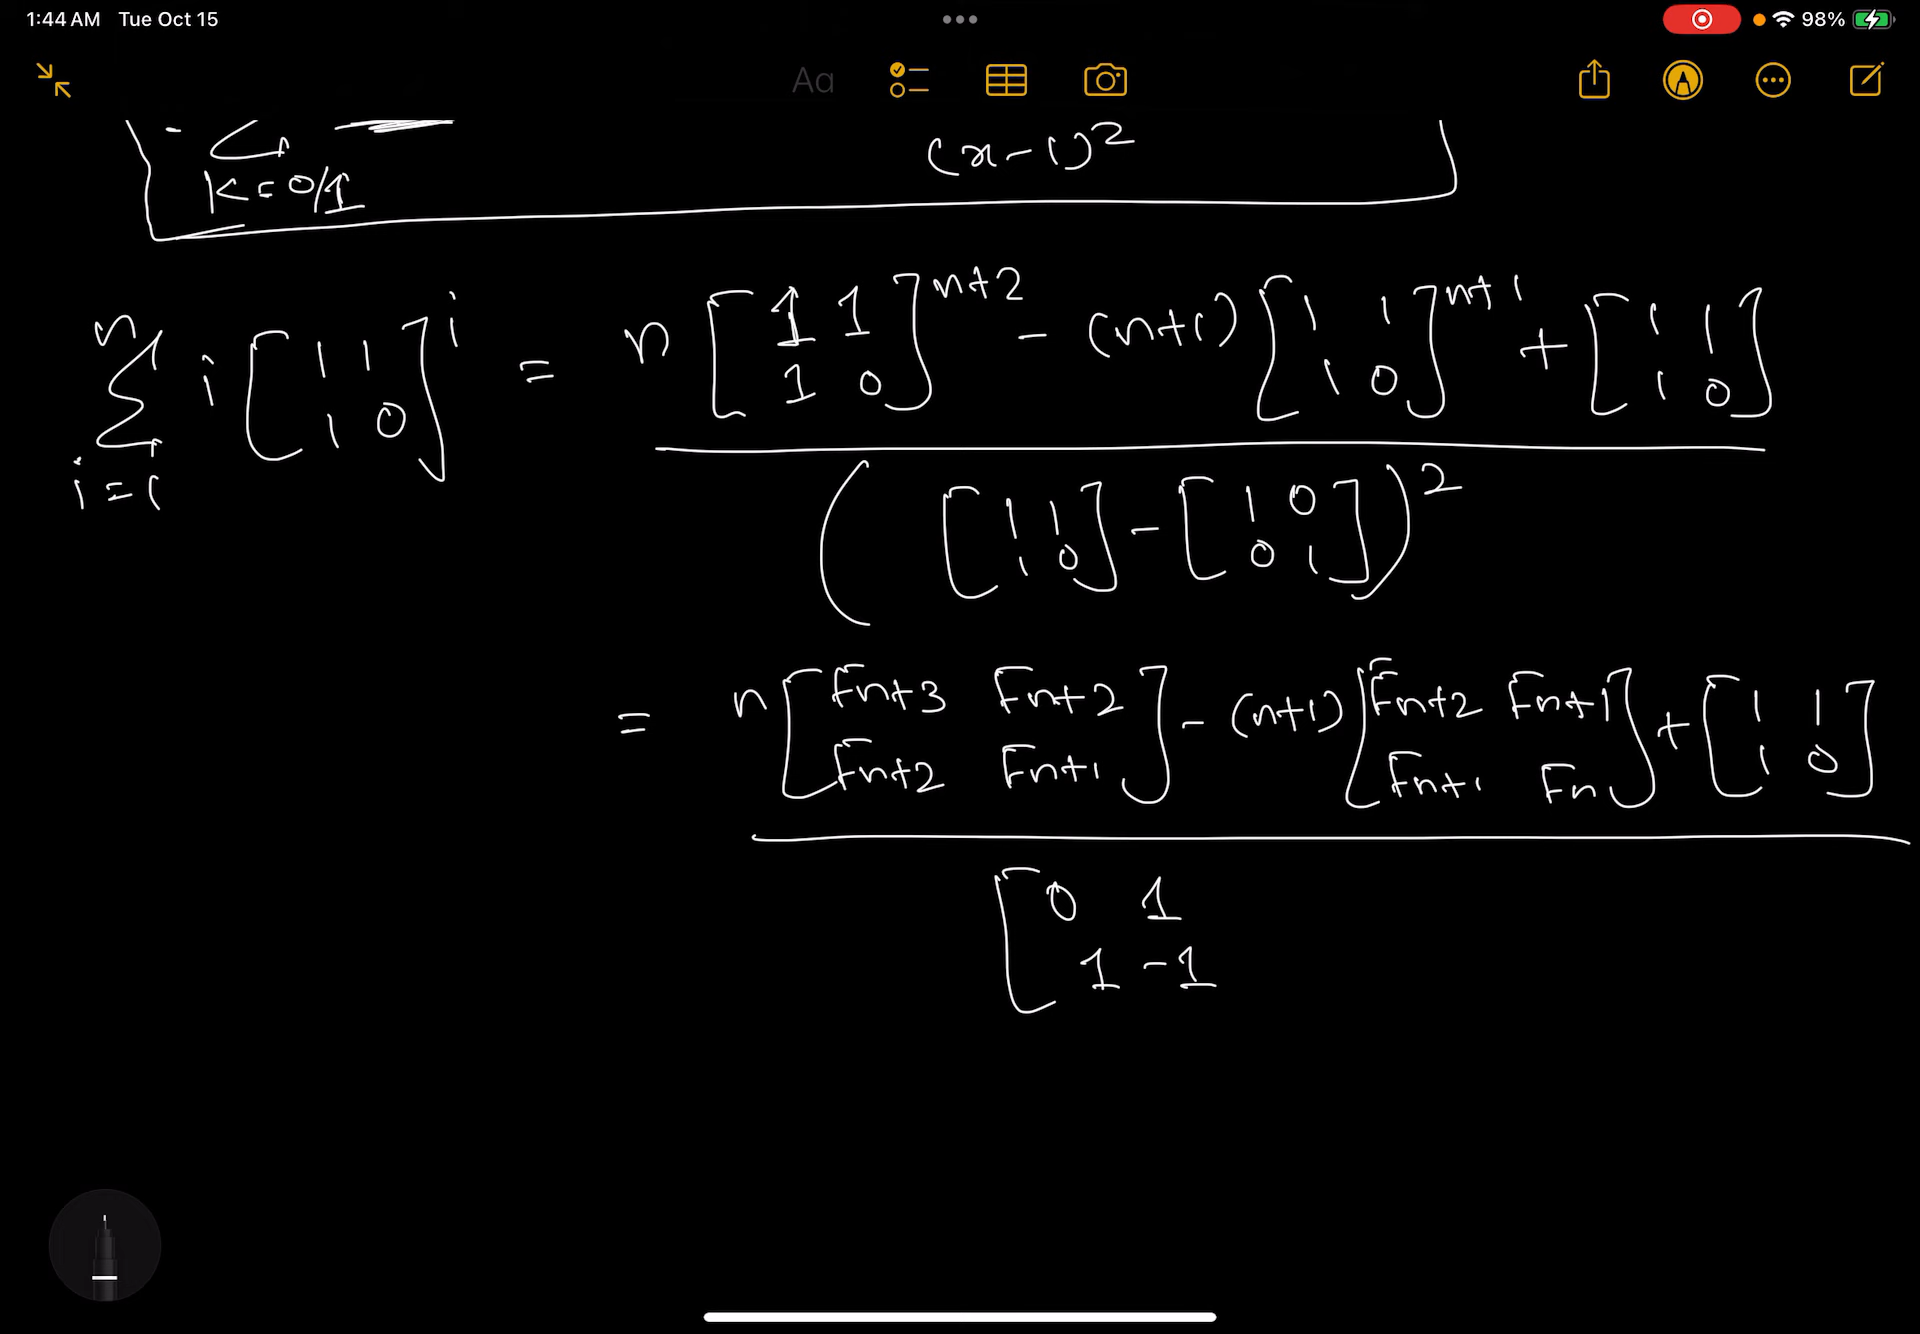 1:44 AM Tue Oct 15 98%
Aa
k=0/1 (x-1)²
n
Σ i [1 1; 1 0]^i = n [1 1; 1 0]^(n+2) - (n+1) [1 1; 1 0]^(n+1) + [1 1; 1 0]
i=1
([1 1; 1 0] - [1 0; 0 1])²
= n [Fn+3 Fn+2; Fn+2 Fn+1] - (n+1) [Fn+2 Fn+1; Fn+1 Fn] + [1 1; 1 0]
[0 1
1 -1